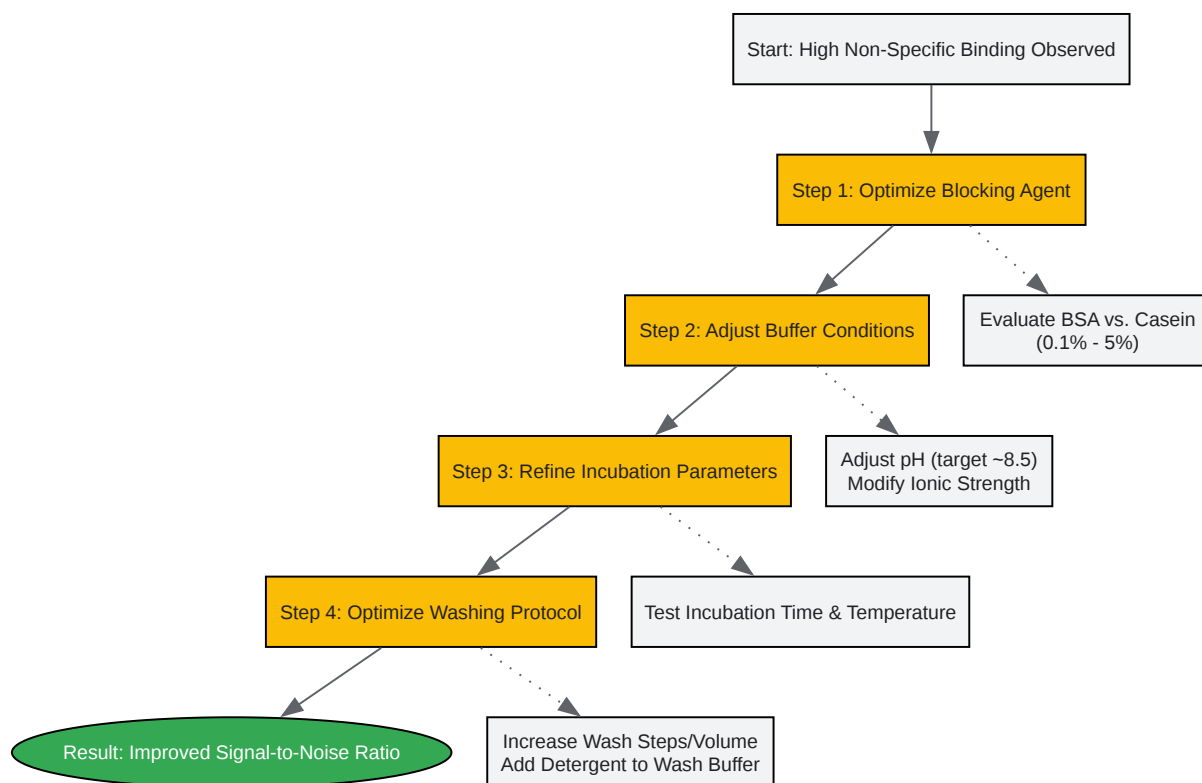 Start: High Non-Specific Binding Observed
Step 1: Optimize Blocking Agent
Step 2: Adjust Buffer Conditions
Evaluate BSA vs. Casein
(0.1% - 5%)
Step 3: Refine Incubation Parameters
Adjust pH (target ~8.5)
Modify Ionic Strength
Step 4: Optimize Washing Protocol
Test Incubation Time & Temperature
Result: Improved Signal-to-Noise Ratio
Increase Wash Steps/Volume
Add Detergent to Wash Buffer